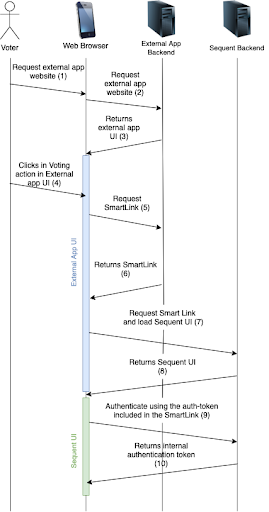 Voter
Web Browser
External App
Backend
Sequent Backend
Request external app
website (1)
Request
external app
website (2)
Returns
external app
UI (3)
Clicks in Voting
action in External
app UI (4)
Request
SmartLink (5)
External App UI
Returns SmartLink
(6)
Request Smart Link
and load Sequent UI (7)
Returns Sequent UI
(8)
Authenticate using the auth-token
included in the SmartLink (9)
Sequent UI
Returns internal
authentication token
(10)